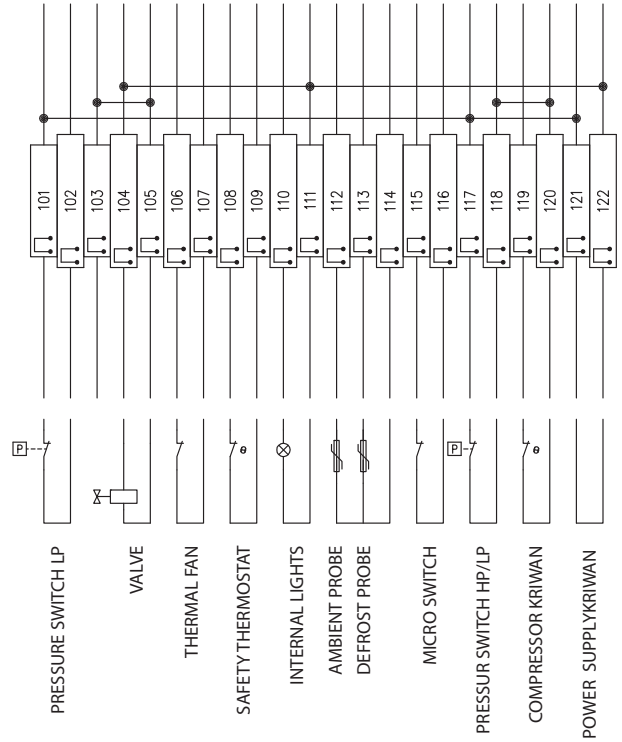 101
102
103
104
105
106
107
108
109
110
111
112
113
114
115
116
117
118
119
120
121
122
P
θ
P
θ
PRESSURE SWITCH LP
VALVE
THERMAL FAN
SAFETY THERMOSTAT
INTERNAL LIGHTS
AMBIENT PROBE
DEFROST PROBE
MICRO SWITCH
PRESSUR SWITCH HP/LP
COMPRESSOR KRIWAN
POWER SUPPLYKRIWAN